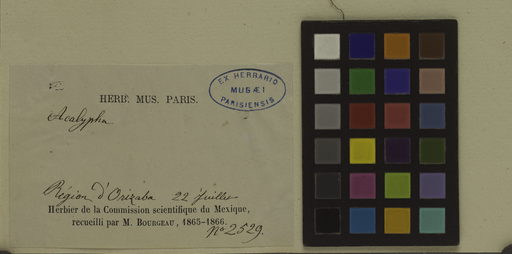 HERB. MUS. PARIS.
EX HERBARIO
MUSÆI
PARISIENSIS
Acalypha
Région d'Orizaba 22 juillet
Herbier de la Commission scientifique du Mexique,
recueilli par M. BOURGEAU, 1865-1866.
No 2529.